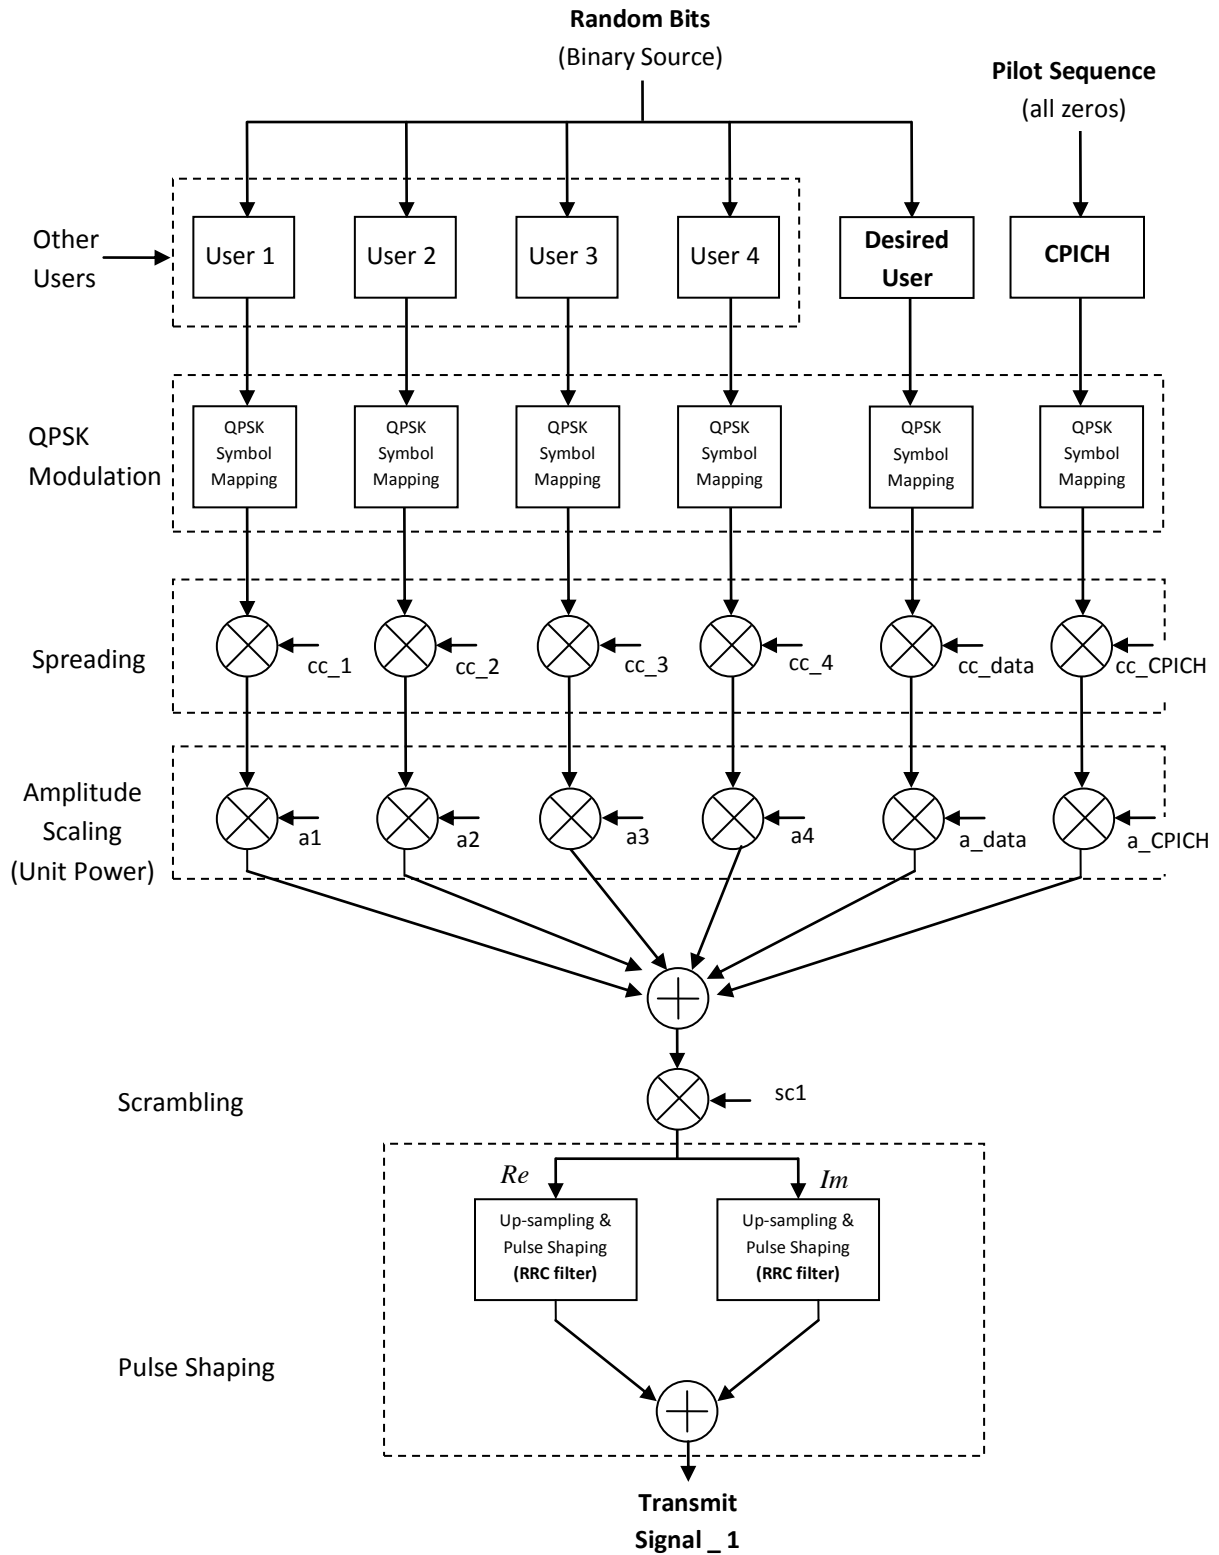 Random Bits
(Binary Source)
Pilot Sequence
(all zeros)
Other
Users
User 1
User 2
User 3
User 4
Desired
User
CPICH
QPSK
Modulation
QPSK
Symbol
Mapping
QPSK
Symbol
Mapping
QPSK
Symbol
Mapping
QPSK
Symbol
Mapping
QPSK
Symbol
Mapping
QPSK
Symbol
Mapping
Spreading
cc_1
cc_2
cc_3
cc_4
cc_data
cc_CPICH
Amplitude
Scaling
(Unit Power)
a1
a2
a3
a4
a_data
a_CPICH
Scrambling
sc1
Re
Im
Up-sampling &
Pulse Shaping
(RRC filter)
Up-sampling &
Pulse Shaping
(RRC filter)
Pulse Shaping
Transmit
Signal _ 1